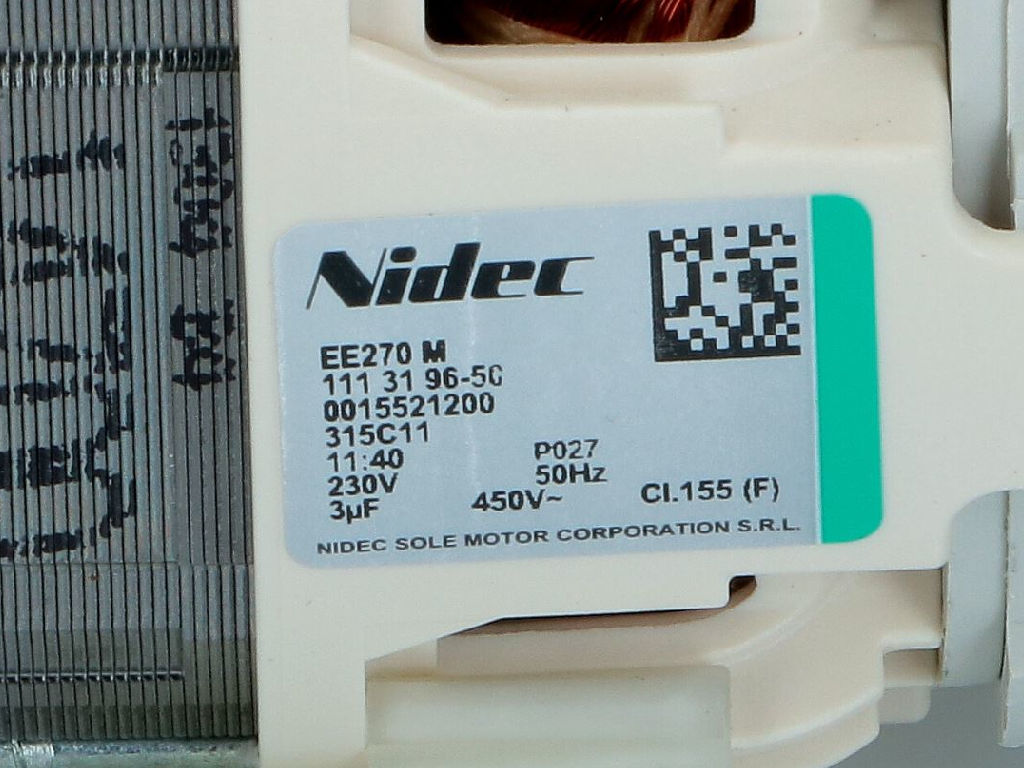 Nidec
EE270 M
111 31 96-50
0015521200
315C11
11:40 P027
230V 50Hz
3µF 450V~ Cl.155 (F)
NIDEC SOLE MOTOR CORPORATION S.R.L.